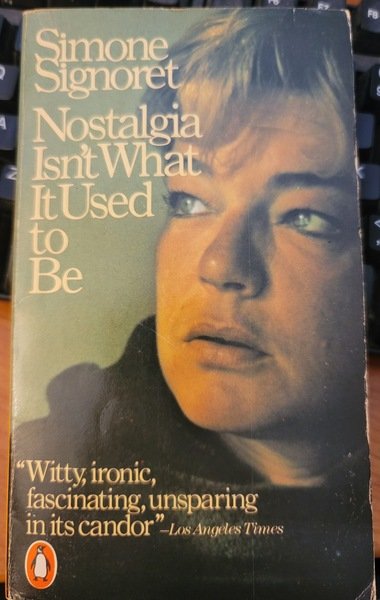 Simone
Signoret
Nostalgia
Isn't What
It Used
to
Be
"Witty, ironic,
fascinating, unsparing
in its candor" –Los Angeles Times